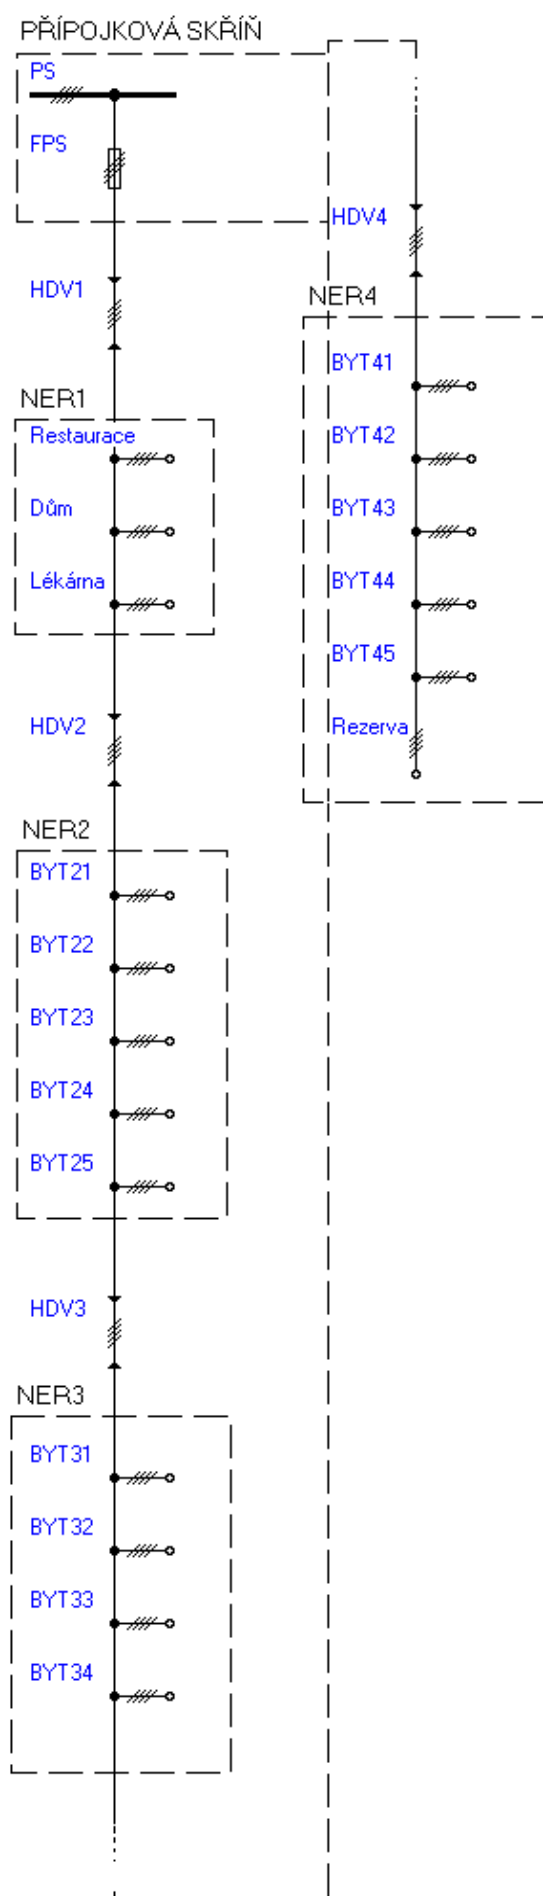 PŘÍPOJKOVÁ SKŘÍŇ
PS
FPS
HDV1
NER1
Restaurace
Dům
Lékárna
HDV2
NER2
BYT21
BYT22
BYT23
BYT24
BYT25
HDV3
NER3
BYT31
BYT32
BYT33
BYT34
HDV4
NER4
BYT41
BYT42
BYT43
BYT44
BYT45
Rezerva